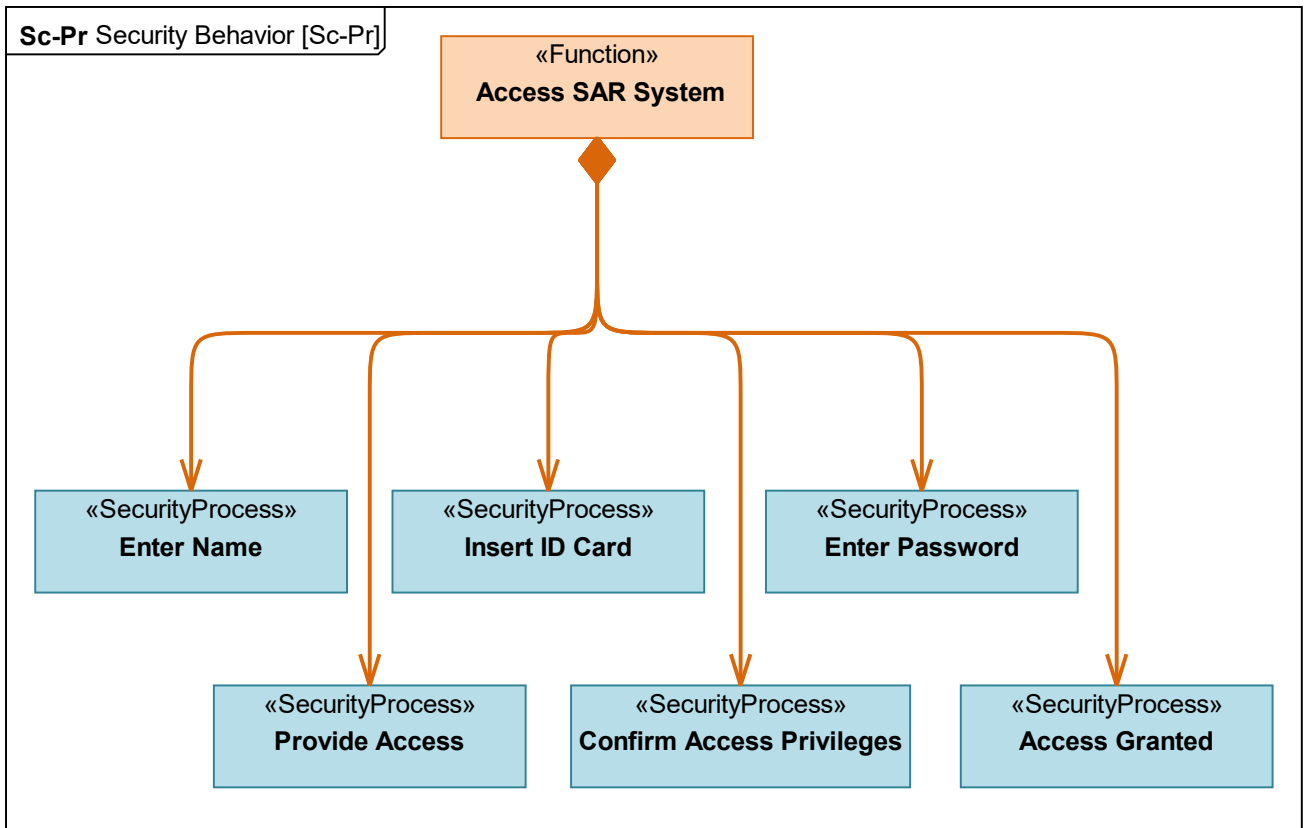 Sc-Pr Security Behavior [Sc-Pr]
«Function»
Access SAR System
«SecurityProcess»
Enter Name
«SecurityProcess»
Insert ID Card
«SecurityProcess»
Enter Password
«SecurityProcess»
Provide Access
«SecurityProcess»
Confirm Access Privileges
«SecurityProcess»
Access Granted